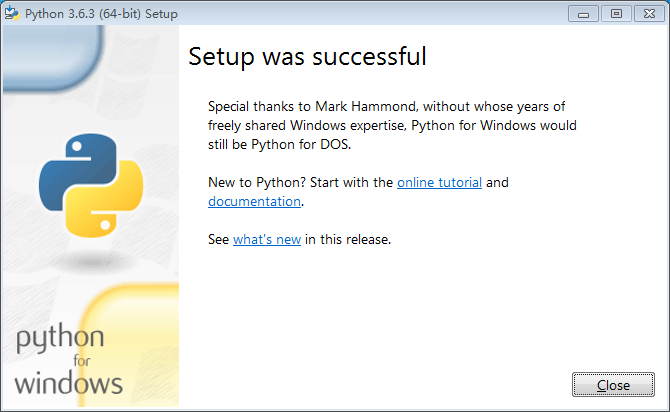 Python 3.6.3 (64-bit) Setup
Setup was successful
Special thanks to Mark Hammond, without whose years of
freely shared Windows expertise, Python for Windows would
still be Python for DOS.
New to Python? Start with the online tutorial and
documentation.
See what's new in this release.
python
for
windows
Close